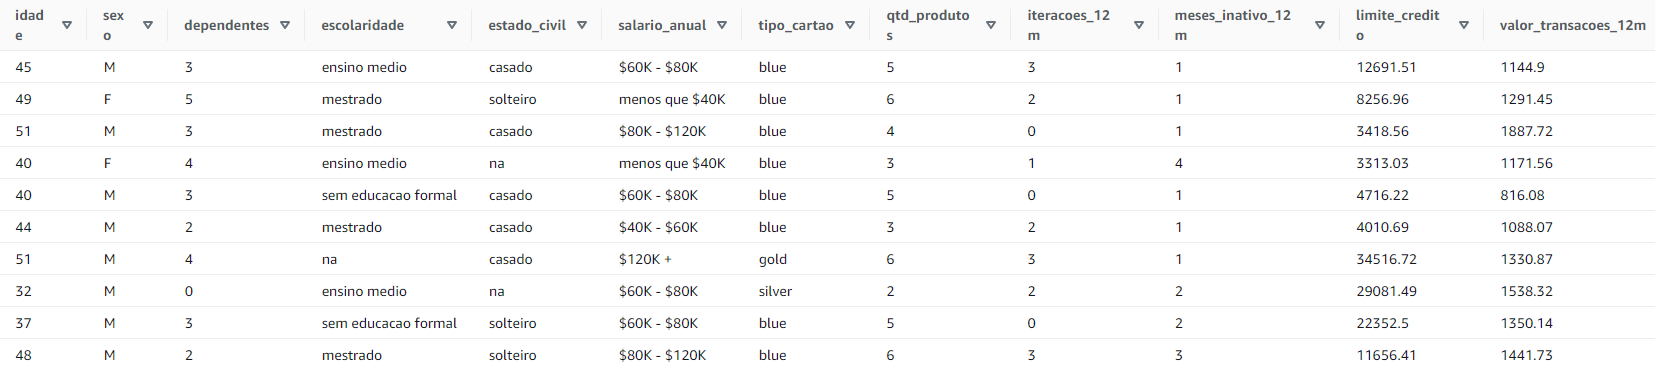 idade sexo dependentes escolaridade estado_civil salario_anual tipo_cartao qtd_produtos iteracoes_12m meses_inativo_12m limite_credito valor_transacoes_12m
45 M 3 ensino medio casado $60K - $80K blue 5 3 1 12691.51 1144.9
49 F 5 mestrado solteiro menos que $40K blue 6 2 1 8256.96 1291.45
51 M 3 mestrado casado $80K - $120K blue 4 0 1 3418.56 1887.72
40 F 4 ensino medio na menos que $40K blue 3 1 4 3313.03 1171.56
40 M 3 sem educacao formal casado $60K - $80K blue 5 0 1 4716.22 816.08
44 M 2 mestrado casado $40K - $60K blue 3 2 1 4010.69 1088.07
51 M 4 na casado $120K + gold 6 3 1 34516.72 1330.87
32 M 0 ensino medio na $60K - $80K silver 2 2 2 29081.49 1538.32
37 M 3 sem educacao formal solteiro $60K - $80K blue 5 0 2 22352.5 1350.14
48 M 2 mestrado solteiro $80K - $120K blue 6 3 3 11656.41 1441.73